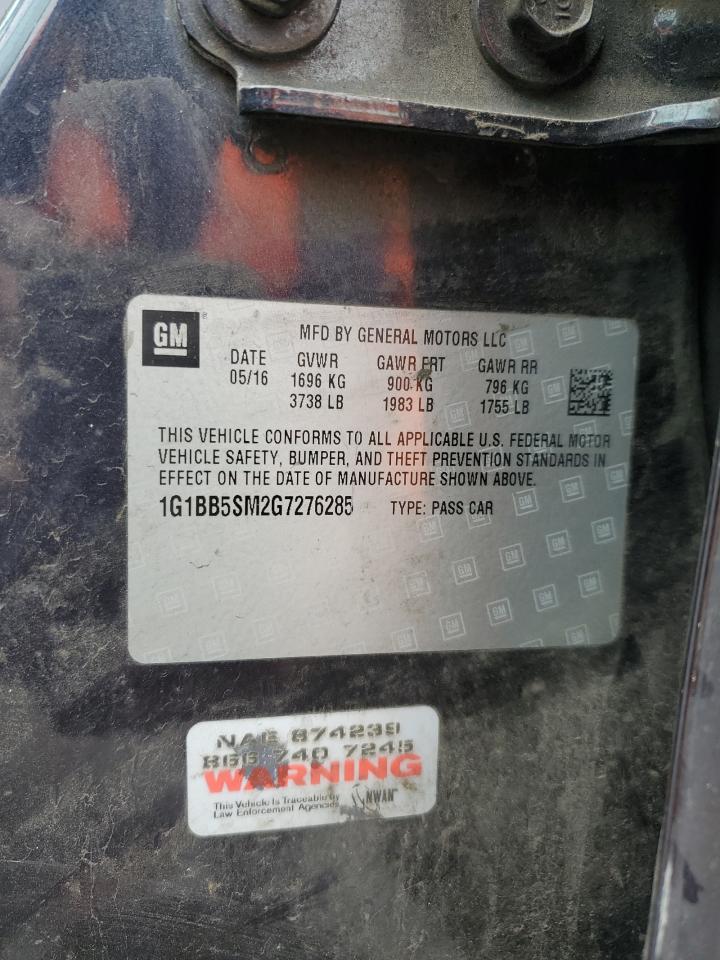 GM
MFD BY GENERAL MOTORS LLC
DATE GVWR GAWR FRT GAWR RR
05/16 1696 KG 900 KG 796 KG
3738 LB 1983 LB 1755 LB
THIS VEHICLE CONFORMS TO ALL APPLICABLE U.S. FEDERAL MOTOR
VEHICLE SAFETY, BUMPER, AND THEFT PREVENTION STANDARDS IN
EFFECT ON THE DATE OF MANUFACTURE SHOWN ABOVE.
1G1BB5SM2G7276285 TYPE: PASS CAR
NAE 874239
866 740 7245
WARNING
This Vehicle Is Traceable by
Law Enforcement Agencies
NWAN